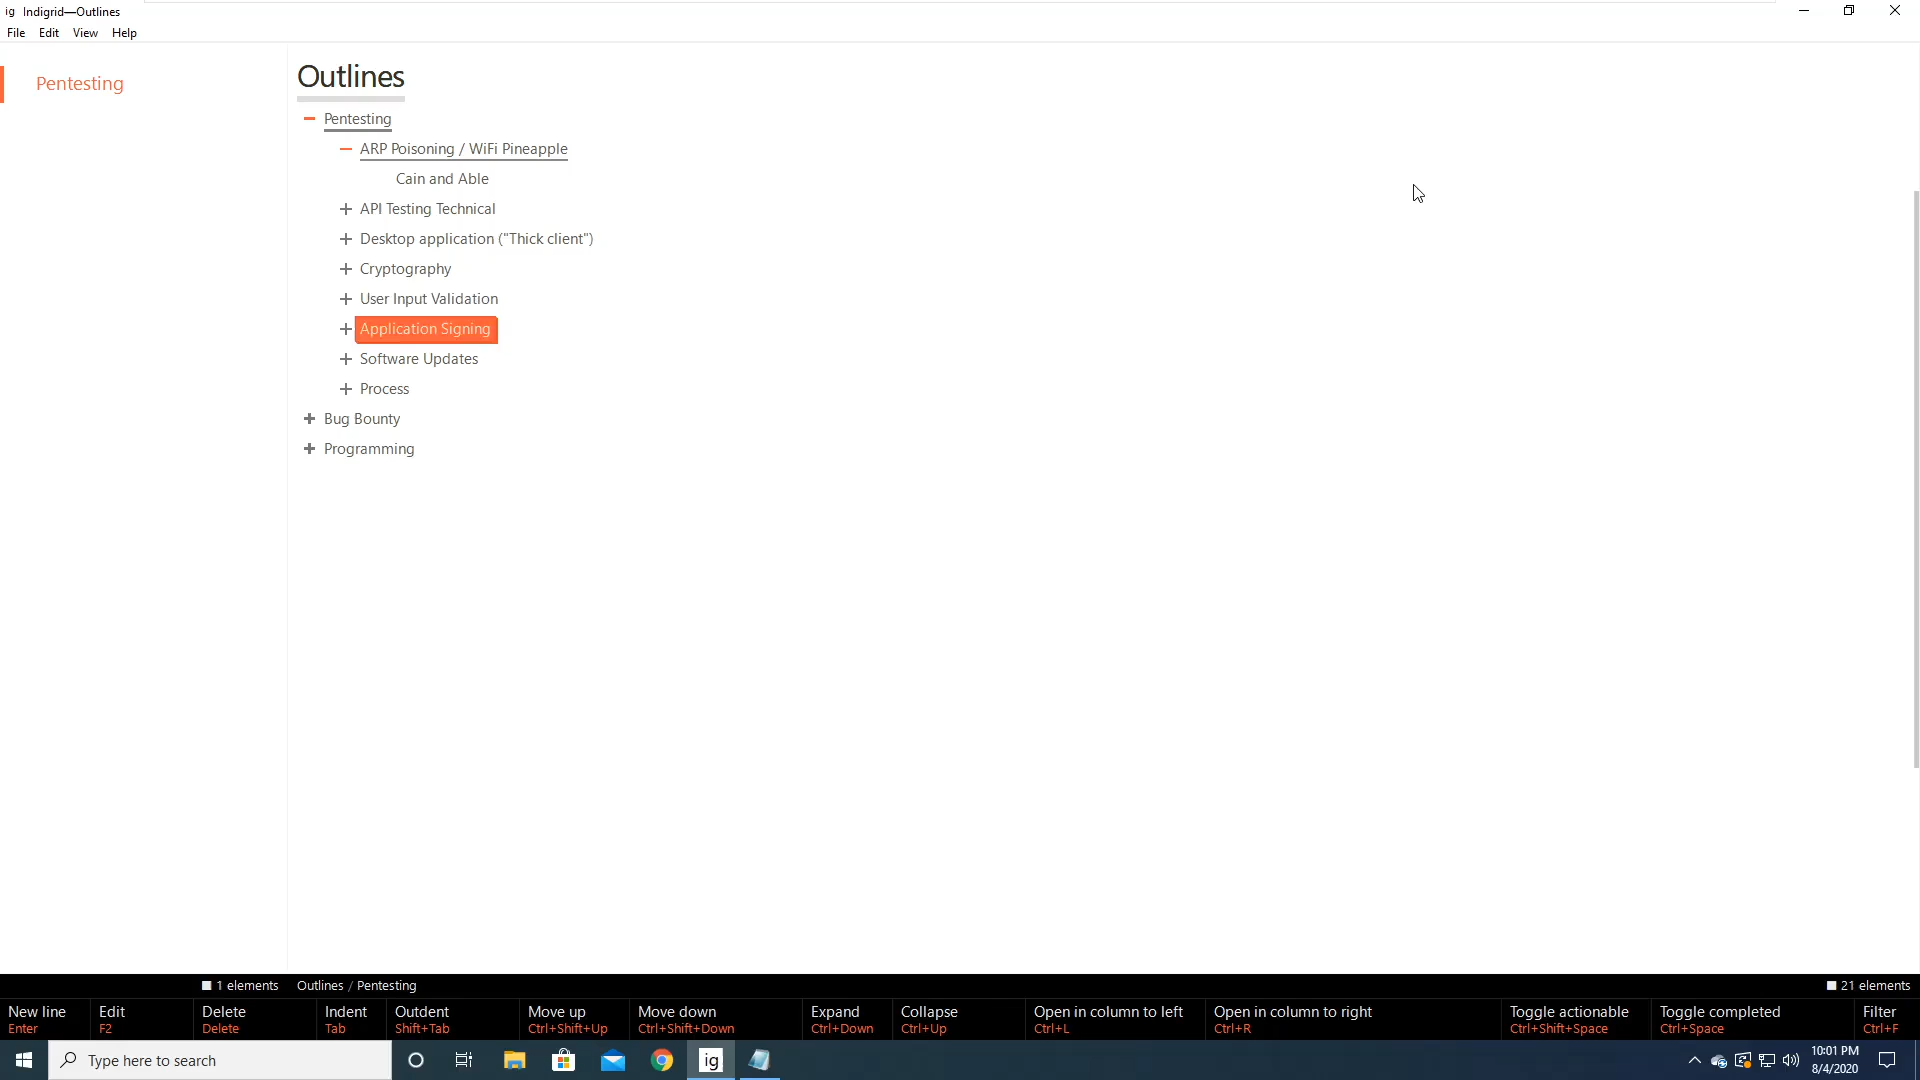 ig Indigrid—Outlines
File Edit View Help
Pentesting
Outlines
Pentesting
ARP Poisoning / WiFi Pineapple
Cain and Able
API Testing Technical
Desktop application ("Thick client")
Cryptography
User Input Validation
Application Signing
Software Updates
Process
Bug Bounty
Programming
1 elements Outlines / Pentesting 21 elements
New line Edit Delete Indent Outdent Move up Move down Expand Collapse Open in column to left Open in column to right Toggle actionable Toggle completed Filter
Enter F2 Delete Tab Shift+Tab Ctrl+Shift+Up Ctrl+Shift+Down Ctrl+Down Ctrl+Up Ctrl+L Ctrl+R Ctrl+Shift+Space Ctrl+Space Ctrl+F
Type here to search ig 10:01 PM
8/4/2020